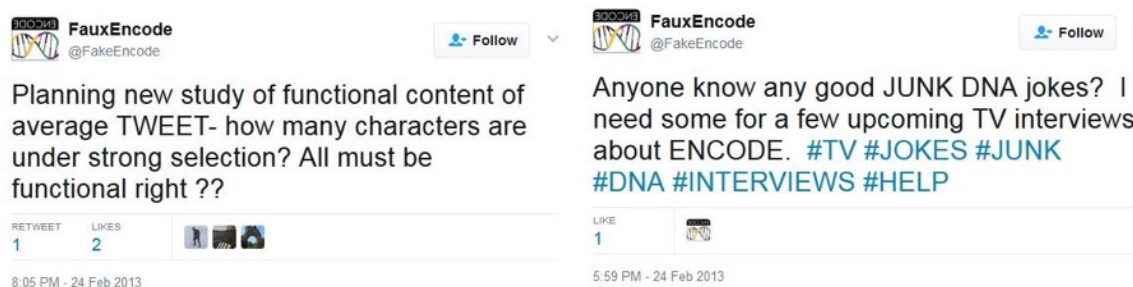 FauxEncode
@FakeEncode
Follow
Planning new study of functional content of
average TWEET- how many characters are
under strong selection? All must be
functional right ??
RETWEET LIKES
1 2
8:05 PM - 24 Feb 2013
ENCODE
FauxEncode
@FakeEncode
Follow
Anyone know any good JUNK DNA jokes? I
need some for a few upcoming TV interviews
about ENCODE. #TV #JOKES #JUNK
#DNA #INTERVIEWS #HELP
LIKE
1
5:59 PM - 24 Feb 2013